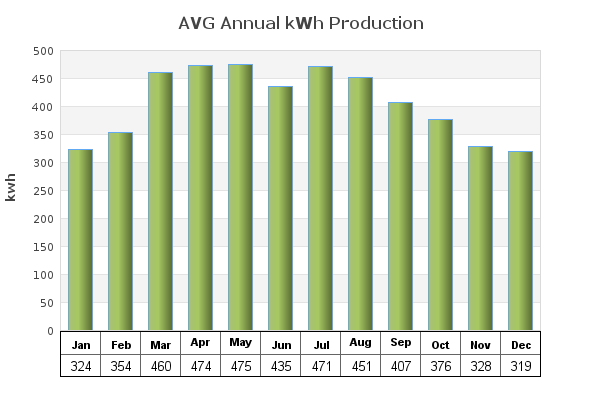 AVG Annual kWh Production
500
450
400
350
300
250
200
150
100
50
0
kwh
Jan Feb Mar Apr May Jun Jul Aug Sep Oct Nov Dec
324 354 460 474 475 435 471 451 407 376 328 319